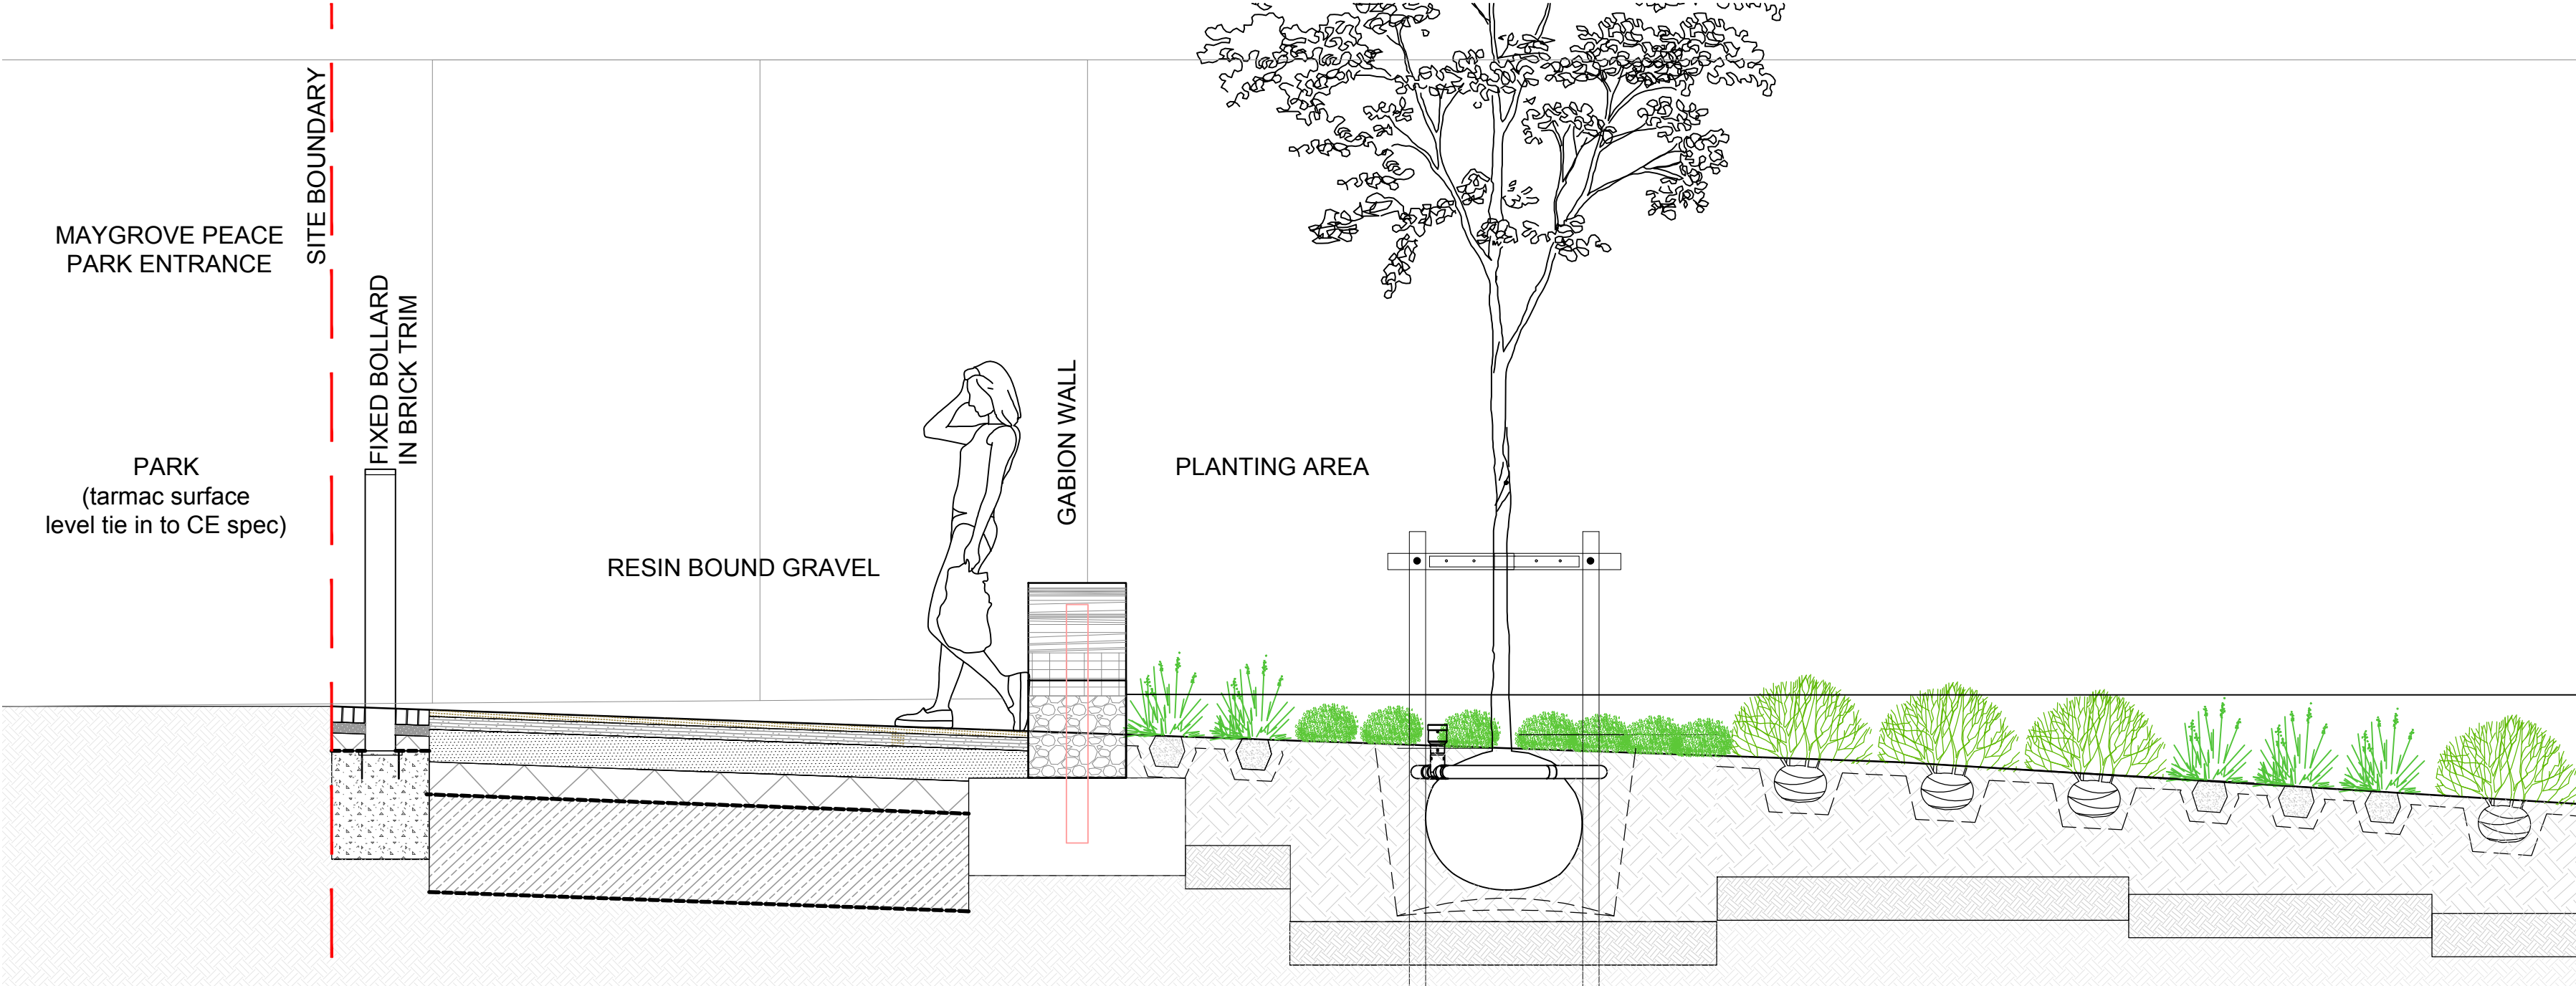 SITE BOUNDARY
MAYGROVE PEACE
PARK ENTRANCE
FIXED BOLLARD
IN BRICK TRIM
PARK
(tarmac surface
level tie in to CE spec)
RESIN BOUND GRAVEL
GABION WALL
PLANTING AREA